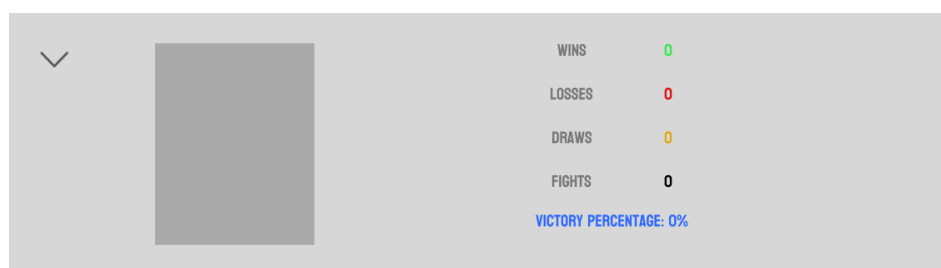 WINS 0
LOSSES 0
DRAWS 0
FIGHTS 0
VICTORY PERCENTAGE: 0%